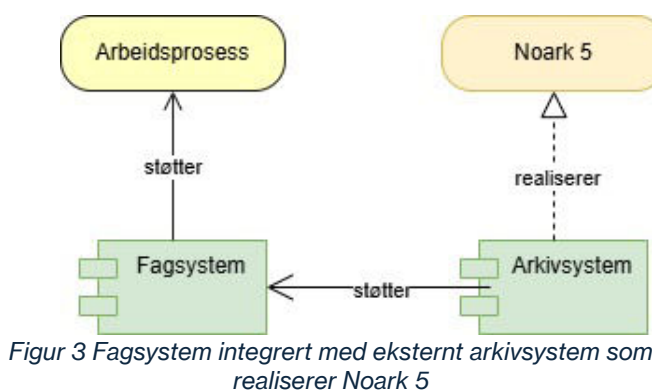 Arbeidsprosess
Noark 5
støtter
realiserer
Fagsystem
Arkivsystem
støtter
Figur 3 Fagsystem integrert med eksternt arkivsystem som
realiserer Noark 5